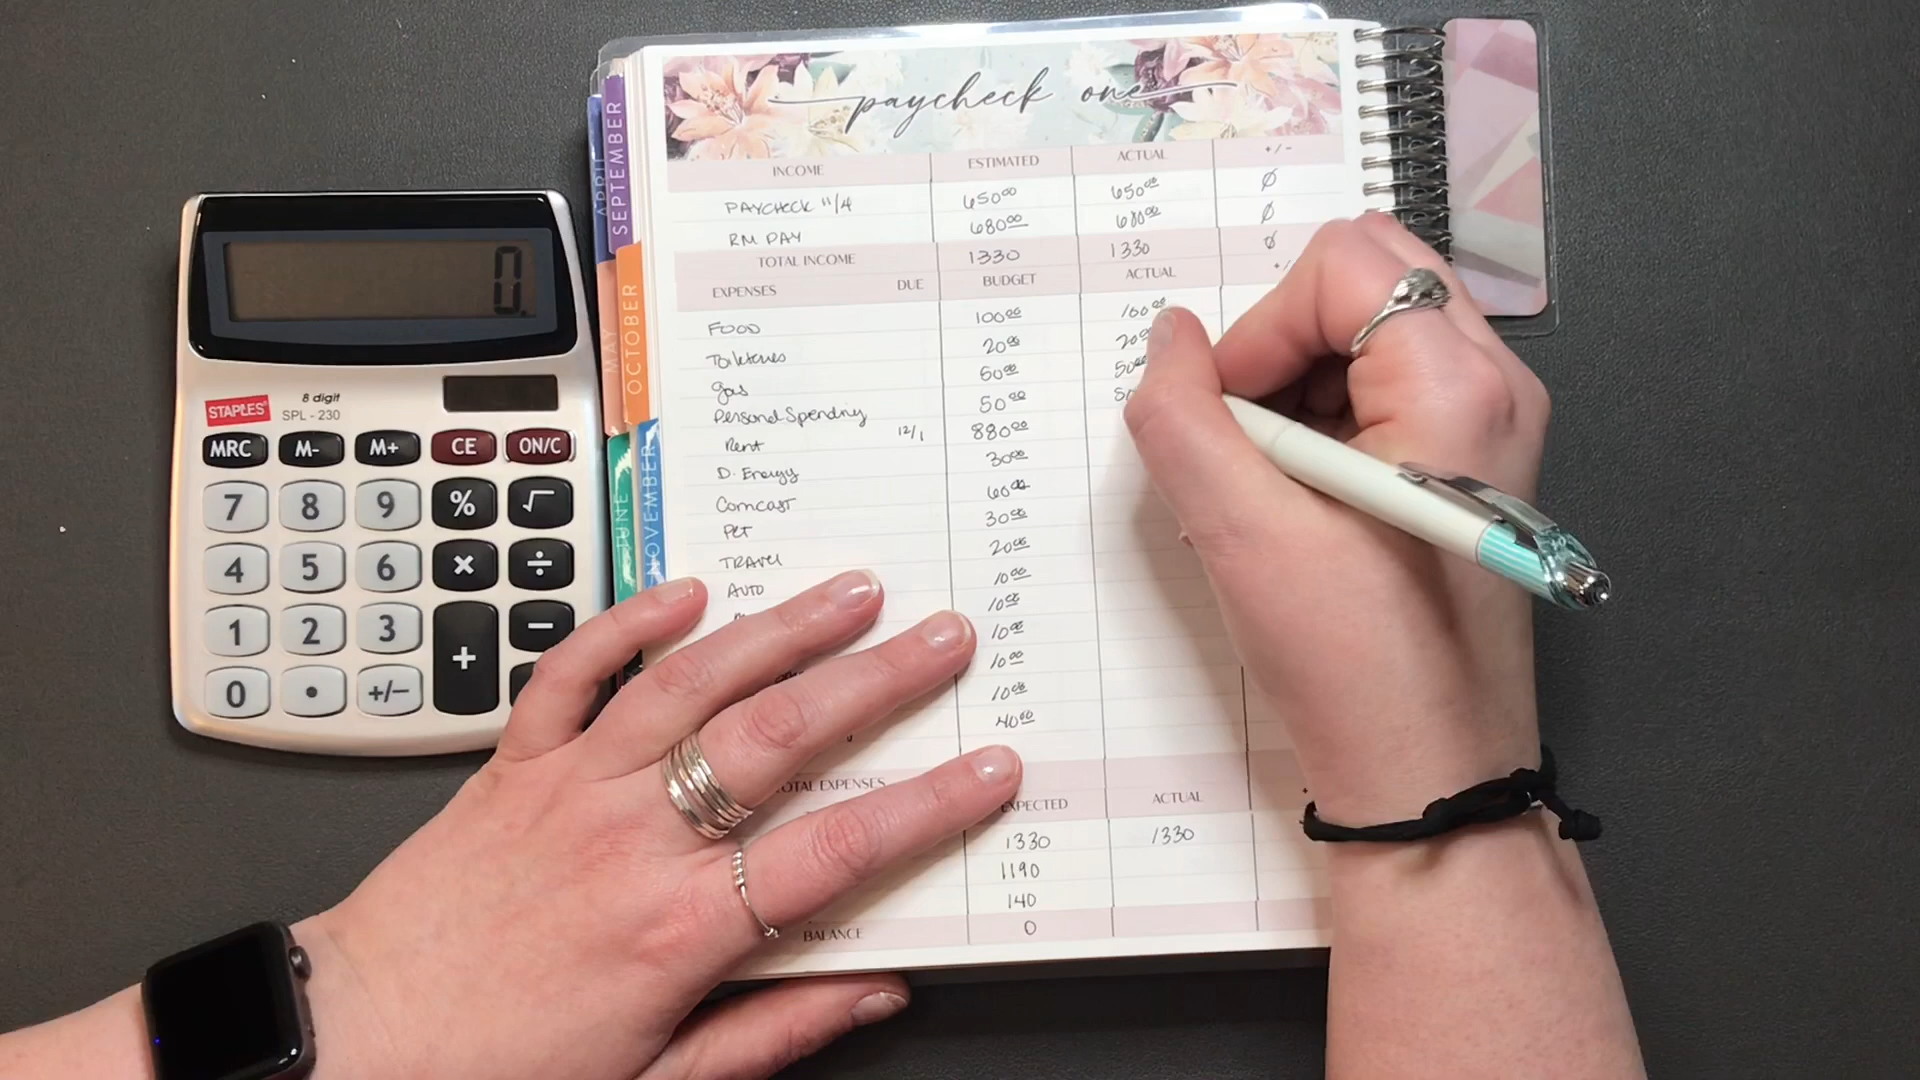 paycheck one
INCOME ESTIMATED ACTUAL +/-
PAYCHECK 11/4 650.00 650.00 Ø
RM PAY 680.00 680.00 Ø
TOTAL INCOME 1330 1330 Ø
EXPENSES DUE BUDGET ACTUAL
FOOD 100.00 100.00
Toiletries 20.00 20.00
gas 50.00 50.00
Personal Spending 50.00
Rent 12/1 880.00
D. Energy 30.00
Comcast 60.00
PET 30.00
TRAVEL 20.00
AUTO 10.00
10.00
10.00
10.00
10.00
40.00
TOTAL EXPENSES
EXPECTED ACTUAL
1330 1330
1190
140
BALANCE 0
APRIL
SEPTEMBER
MAY
OCTOBER
JUNE
NOVEMBER
0.
STAPLES 8 digit
SPL - 230
MRC M- M+ CE ON/C
7 8 9 % √
4 5 6 × ÷
1 2 3 + −
0 • +/−